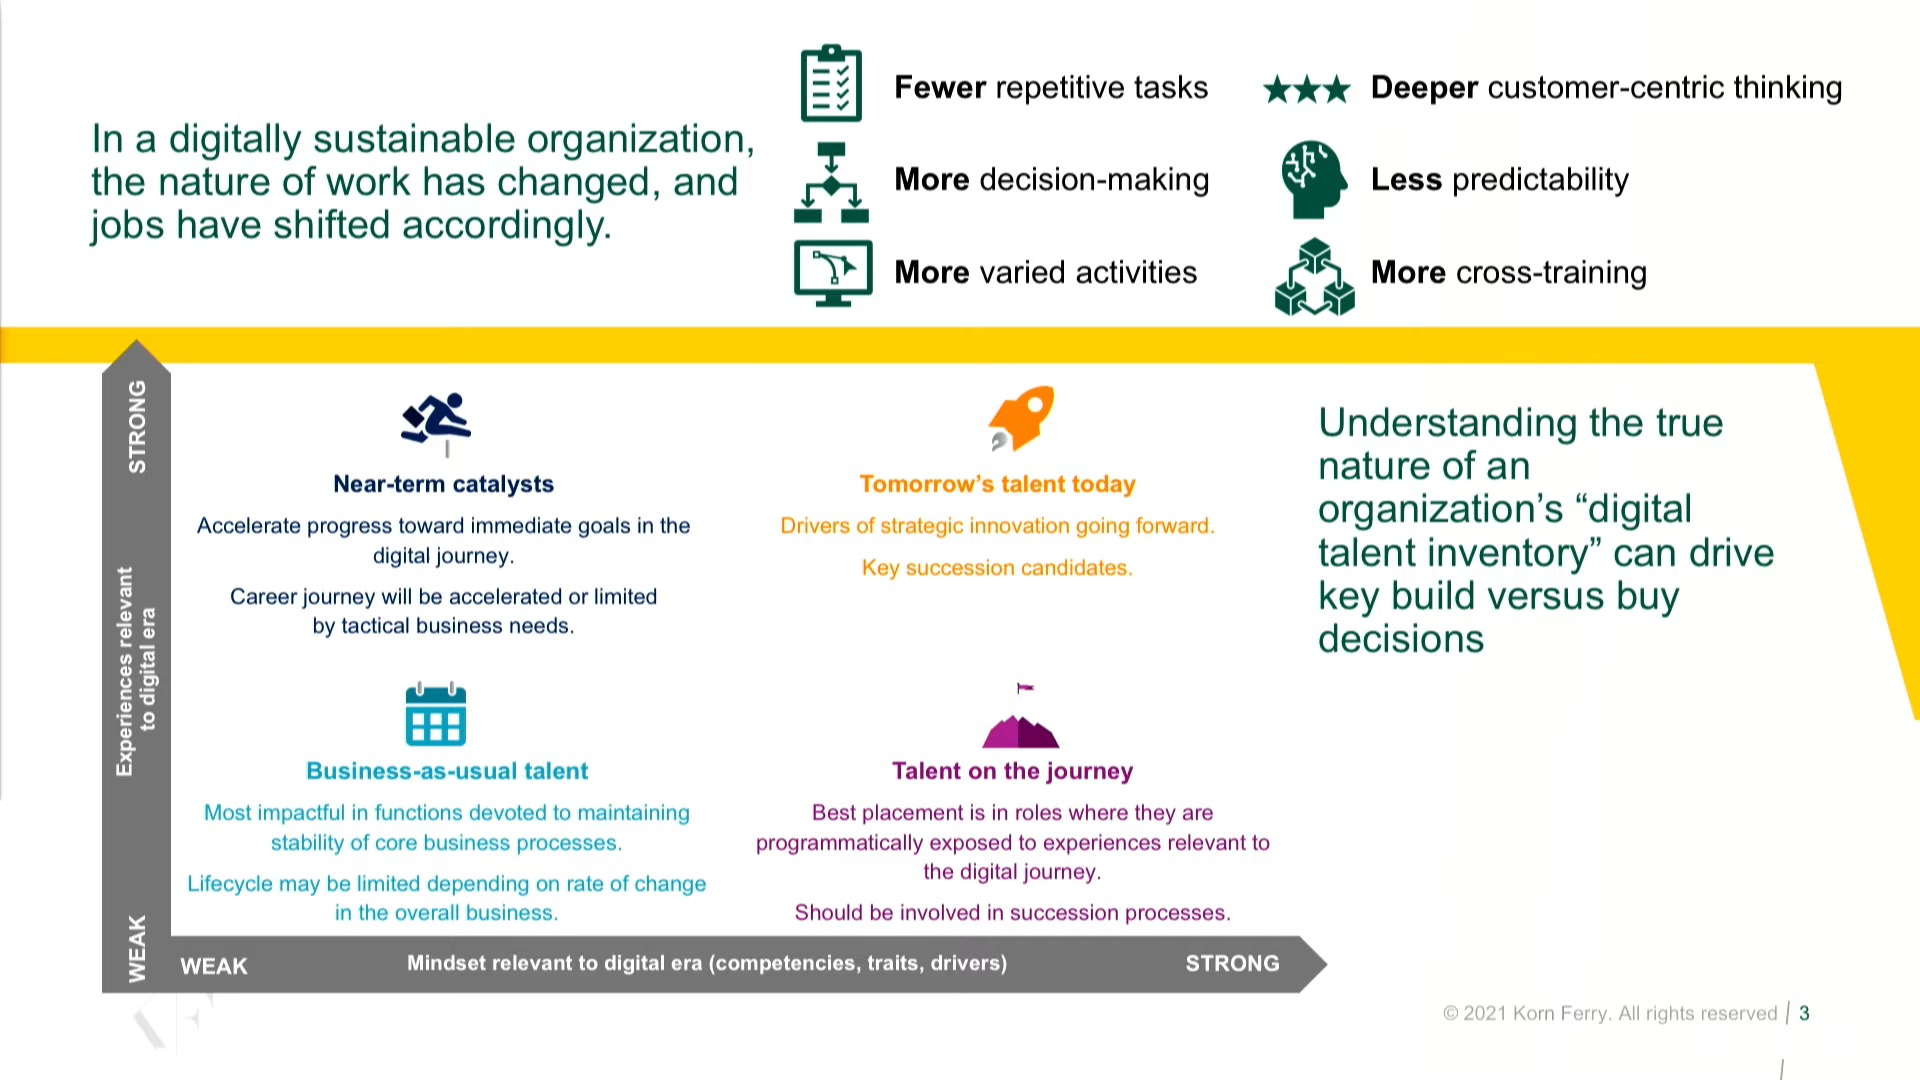 In a digitally sustainable organization,
the nature of work has changed, and
jobs have shifted accordingly.
Fewer repetitive tasks
More decision-making
More varied activities
Deeper customer-centric thinking
Less predictability
More cross-training
STRONG
Experiences relevant
to digital era
WEAK
Near-term catalysts
Accelerate progress toward immediate goals in the
digital journey.
Career journey will be accelerated or limited
by tactical business needs.
Tomorrow’s talent today
Drivers of strategic innovation going forward.
Key succession candidates.
Business-as-usual talent
Most impactful in functions devoted to maintaining
stability of core business processes.
Lifecycle may be limited depending on rate of change
in the overall business.
Talent on the journey
Best placement is in roles where they are
programmatically exposed to experiences relevant to
the digital journey.
Should be involved in succession processes.
WEAK
Mindset relevant to digital era (competencies, traits, drivers)
STRONG
Understanding the true
nature of an
organization’s “digital
talent inventory” can drive
key build versus buy
decisions
© 2021 Korn Ferry. All rights reserved
3